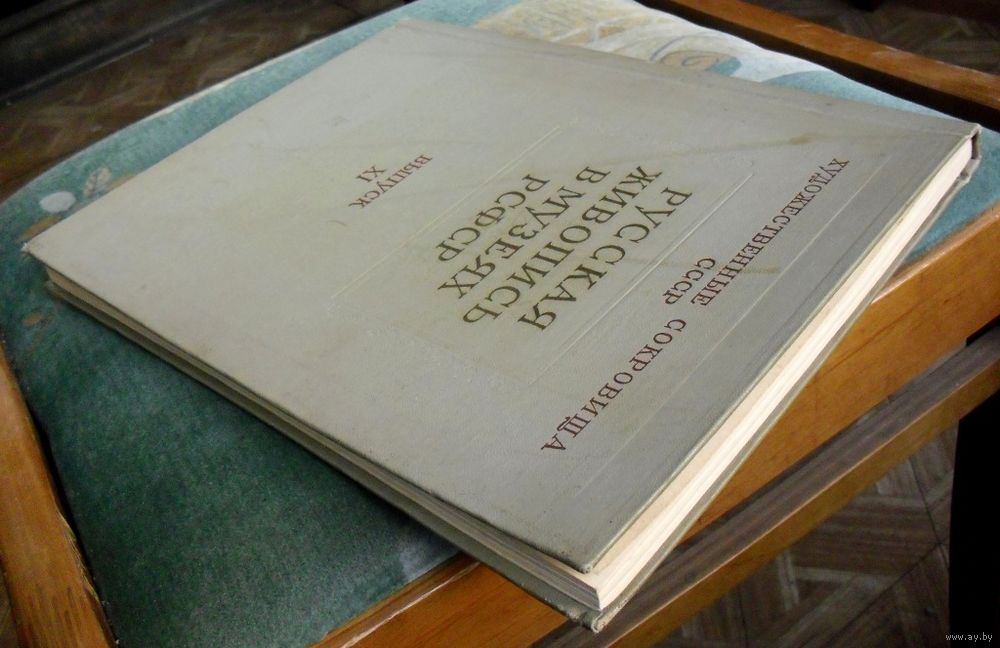 ХУДОЖЕСТВЕННЫЕ СОКРОВИЩА
СССР
РУССКАЯ
ЖИВОПИСЬ
В МУЗЕЯХ
РСФСР
ВЫПУСК
XI
www.ay.by